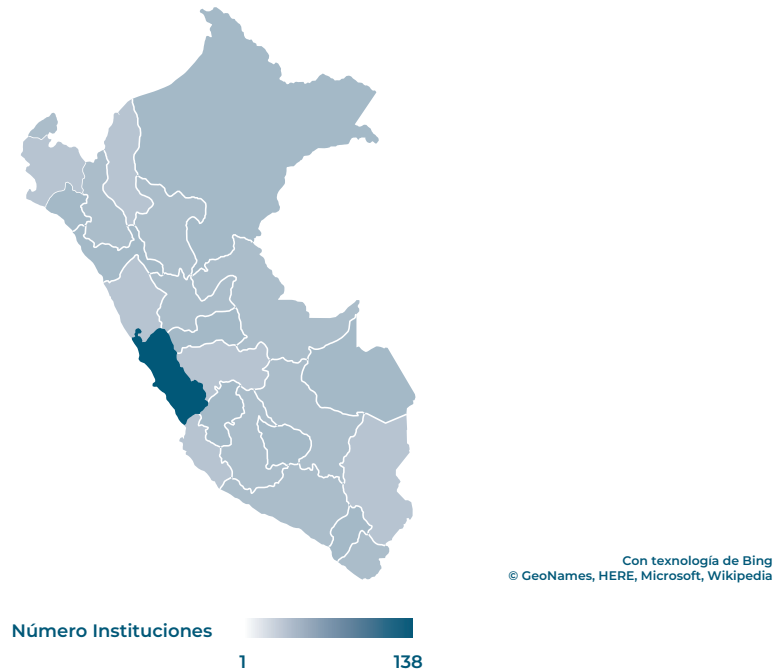 Con texnología de Bing
© GeoNames, HERE, Microsoft, Wikipedia
Número Instituciones
1 138